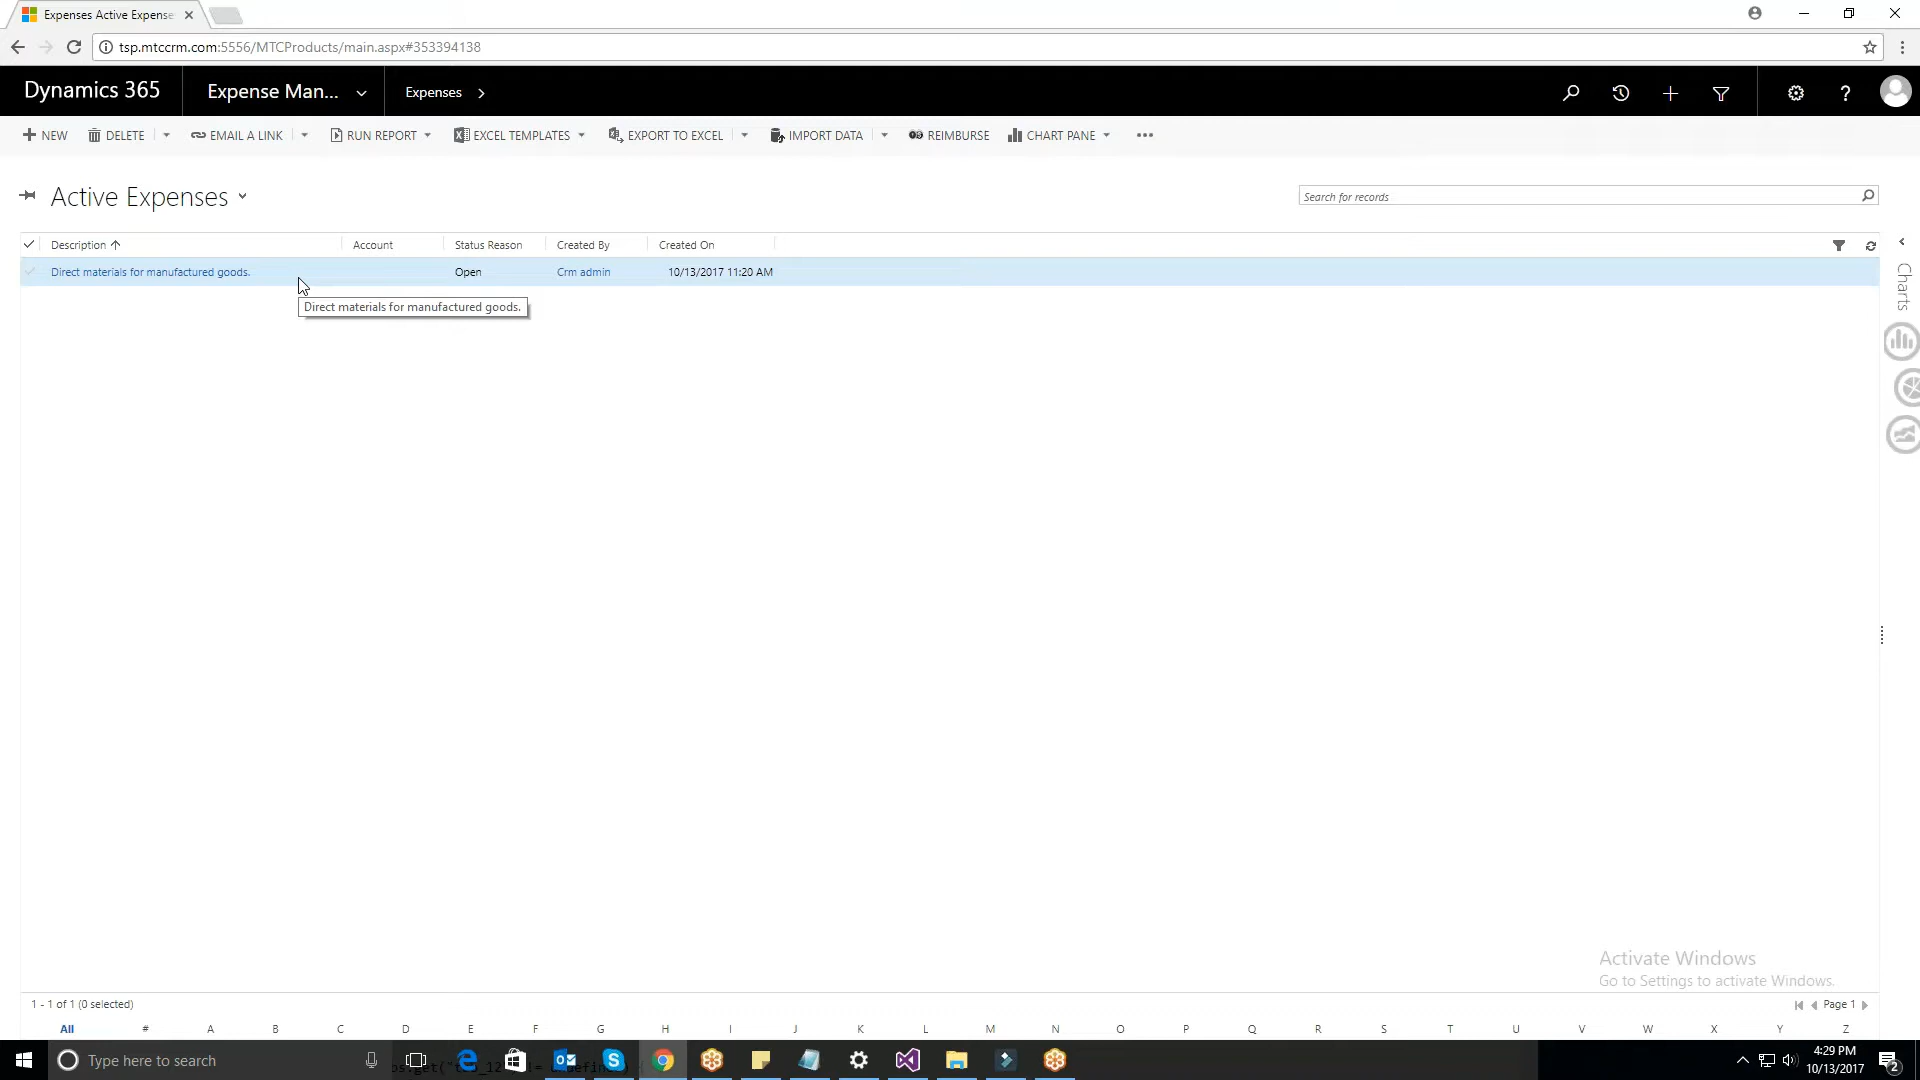 Expenses Active Expense
tsp.mtccrm.com:5556/MTCProducts/main.aspx#353394138
Dynamics 365 Expense Man... Expenses
NEW DELETE EMAIL A LINK RUN REPORT EXCEL TEMPLATES EXPORT TO EXCEL IMPORT DATA REIMBURSE CHART PANE
Active Expenses
Search for records
Description Account Status Reason Created By Created On
Direct materials for manufactured goods. Open Crm admin 10/13/2017 11:20 AM
Direct materials for manufactured goods.
Charts
Activate Windows
Go to Settings to activate Windows.
1 - 1 of 1 (0 selected) Page 1
All # A B C D E F G H I J K L M N O P Q R S T U V W X Y Z
Type here to search
4:29 PM
10/13/2017
2